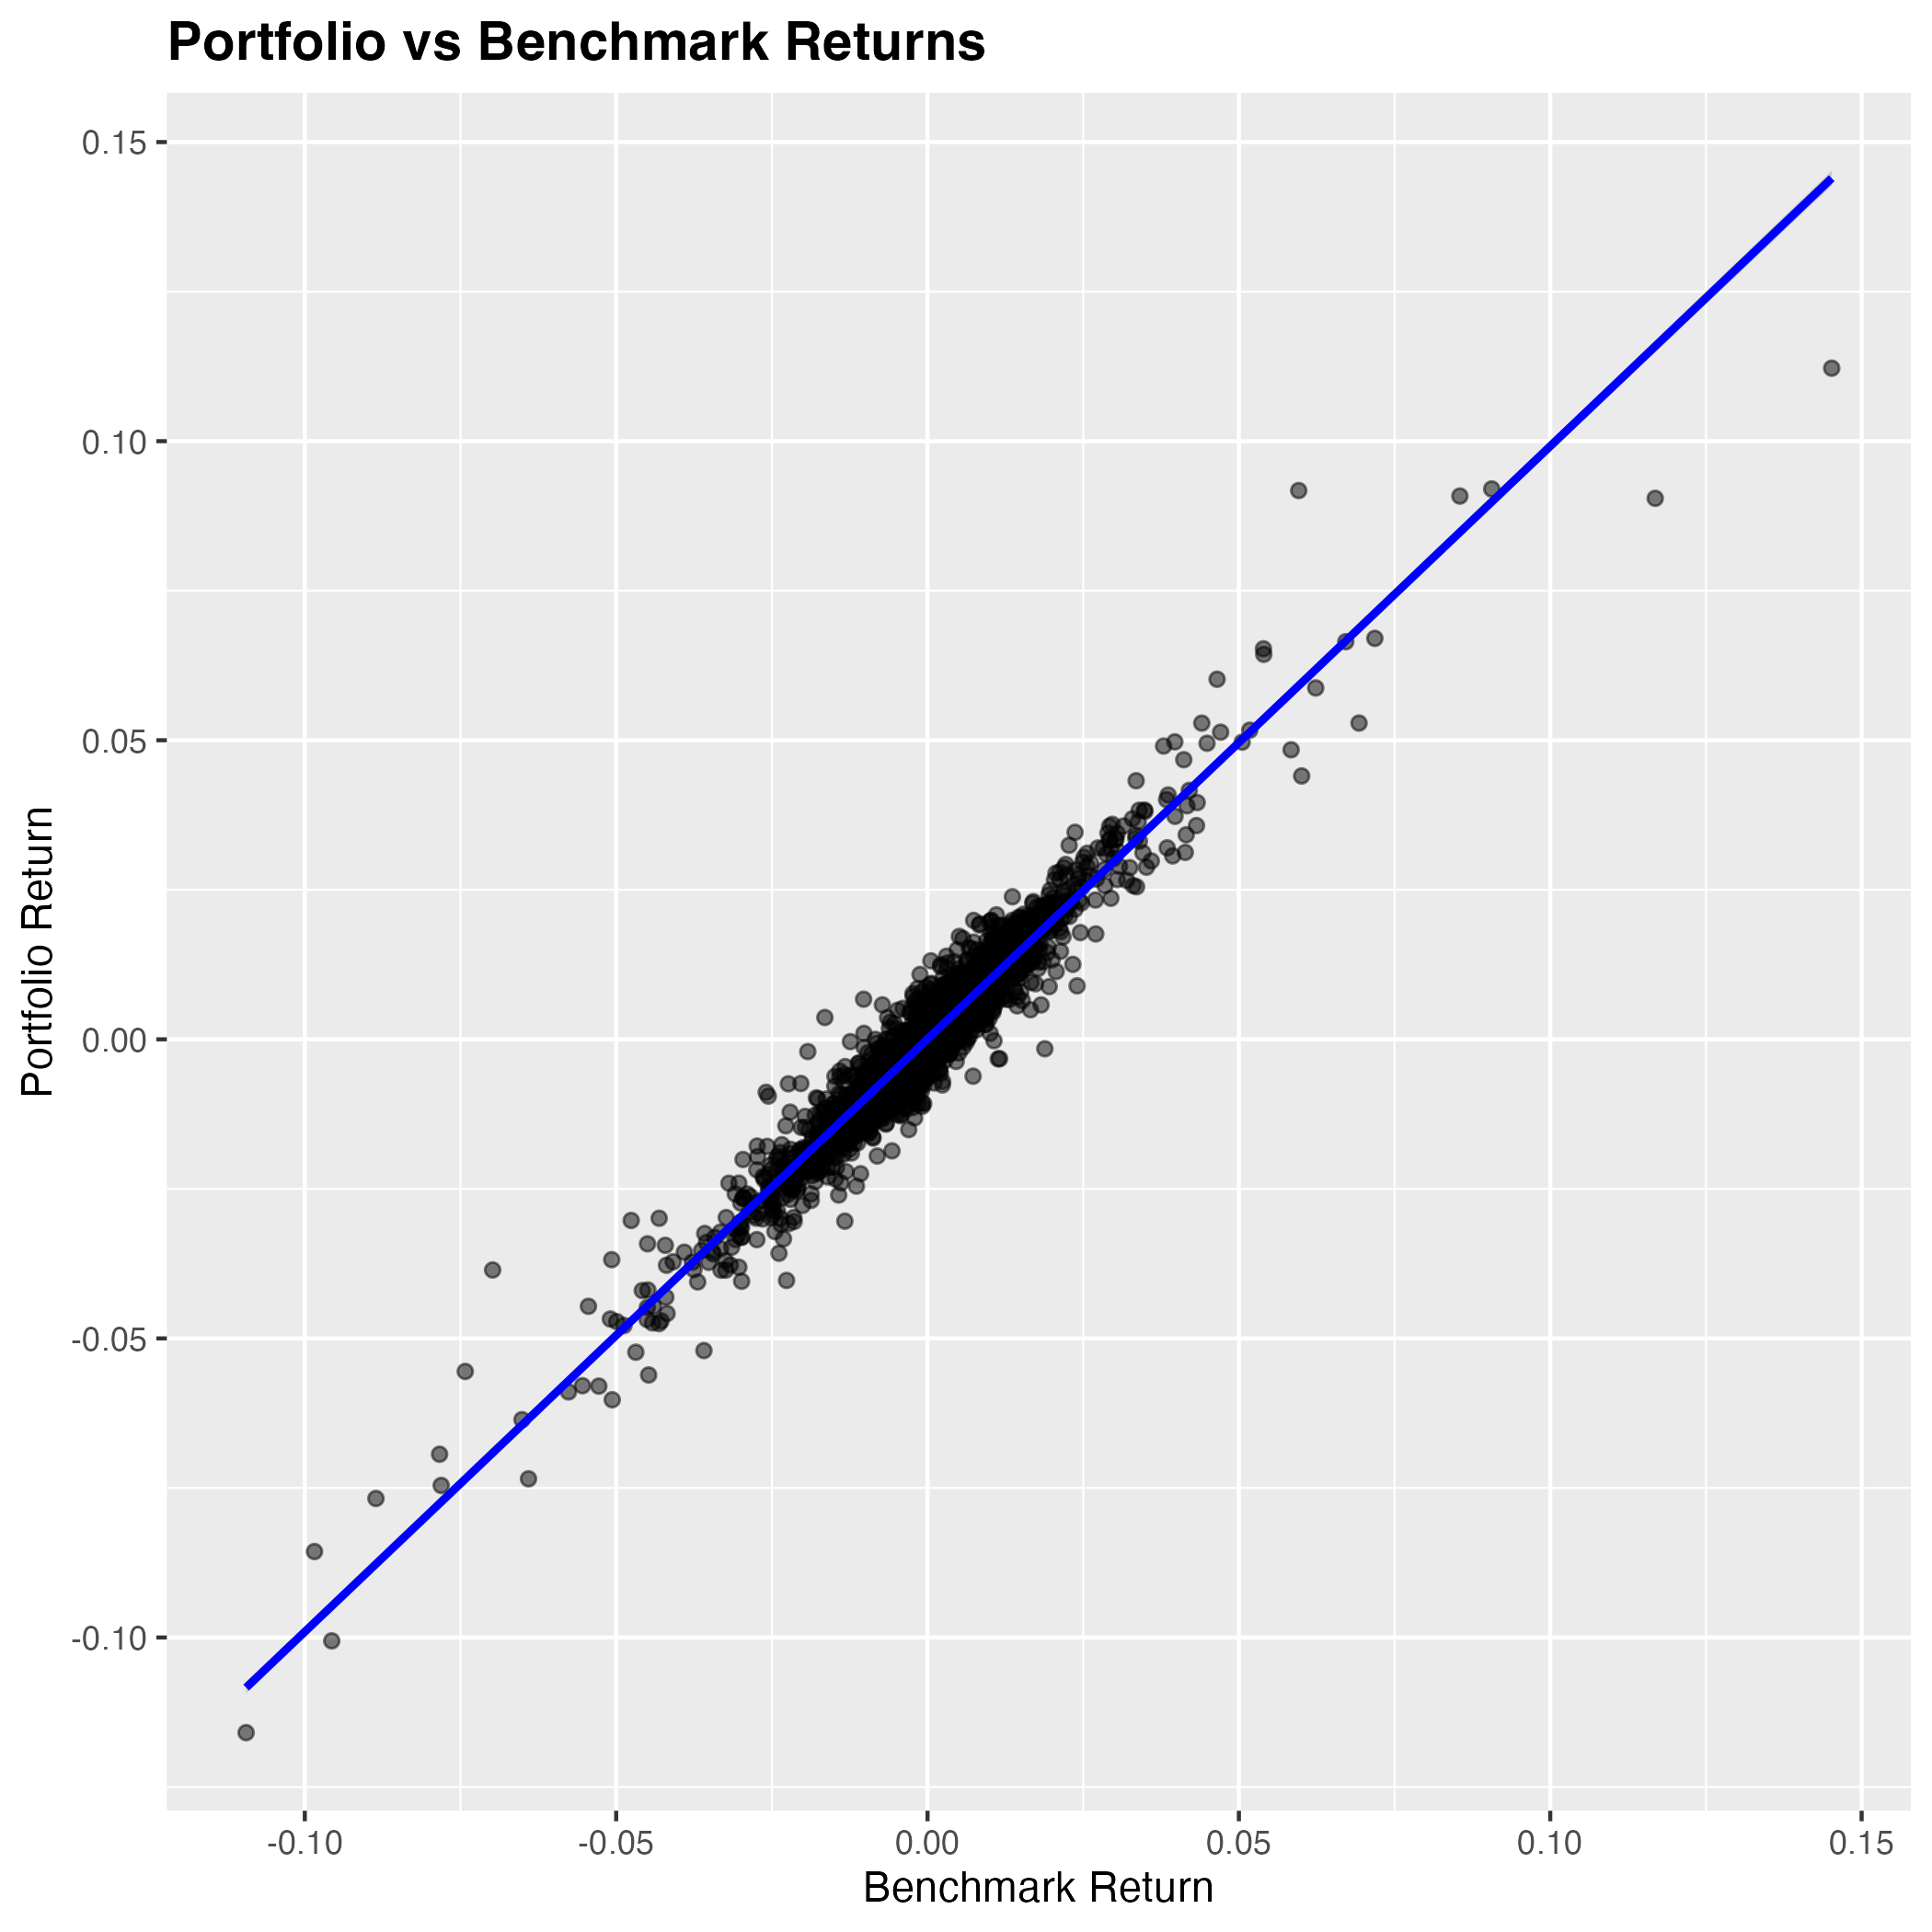 Portfolio vs Benchmark Returns
0.15
0.10
0.05
0.00
-0.05
-0.10
Portfolio Return
-0.10 -0.05 0.00 0.05 0.10 0.15
Benchmark Return